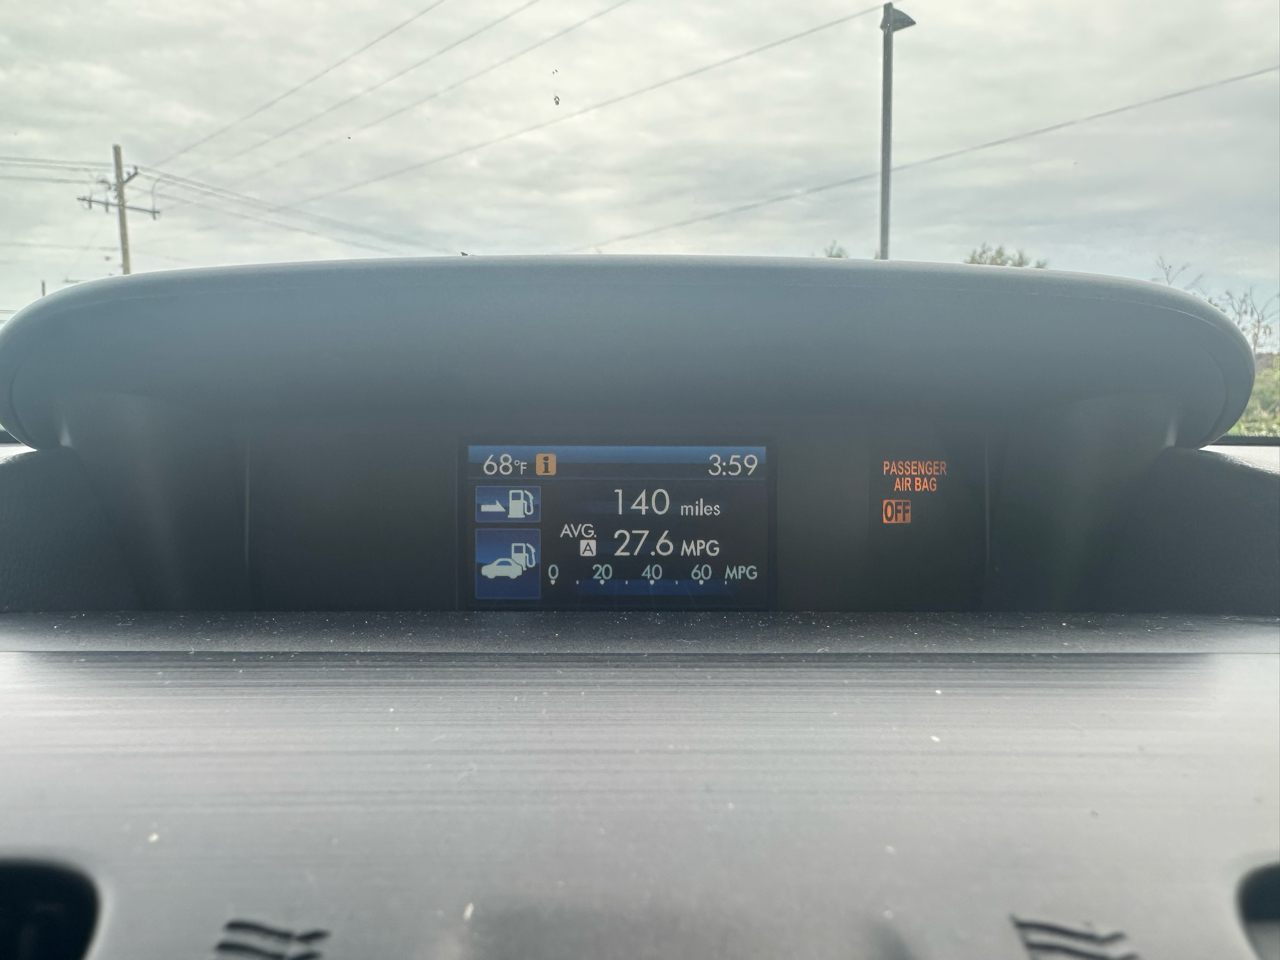 68°F i 3:59
140 miles
AVG.
A 27.6 MPG
0 20 40 60 MPG
PASSENGER
AIR BAG
OFF